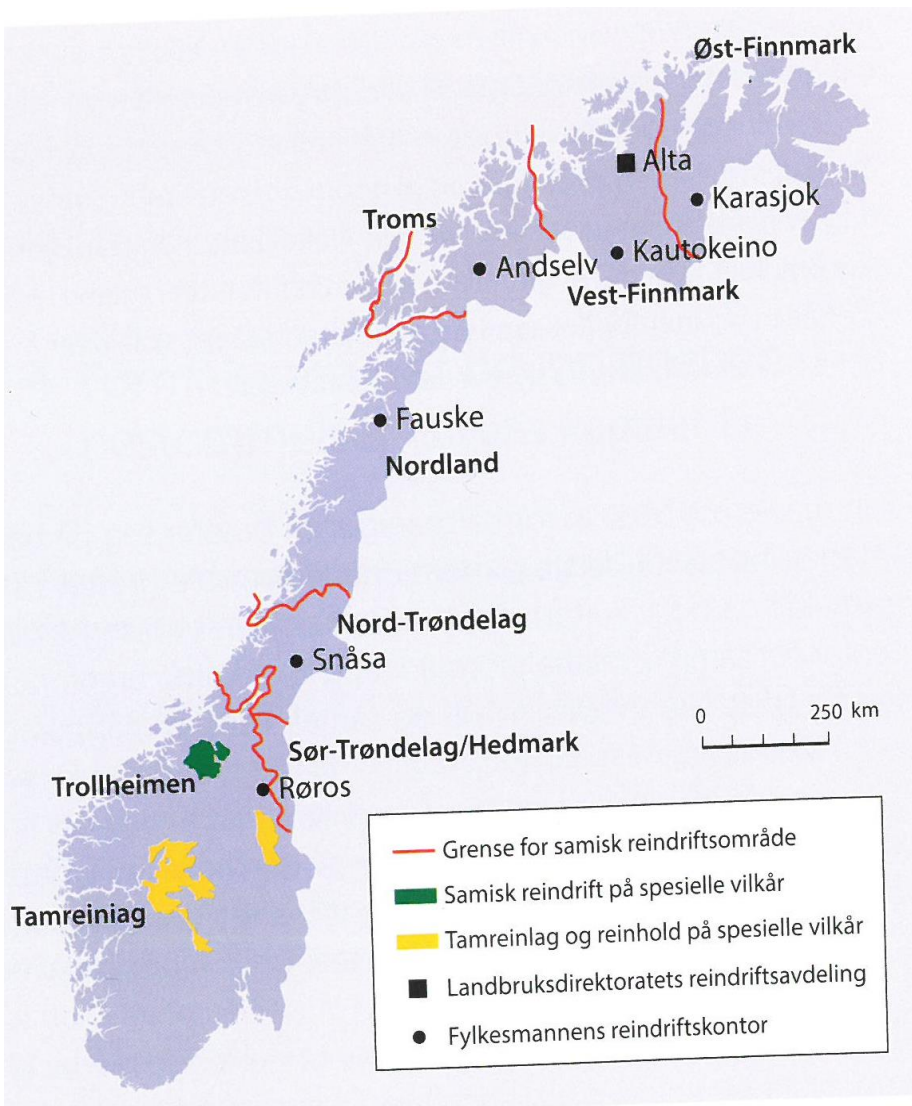 Øst-Finnmark
Alta
Karasjok
Troms
Kautokeino
Andselv
Vest-Finnmark
Fauske
Nordland
Nord-Trøndelag
Snåsa
0 250 km
Sør-Trøndelag/Hedmark
Trollheimen
Røros
Tamreiniag
Grense for samisk reindriftsområde
Samisk reindrift på spesielle vilkår
Tamreinlag og reinhold på spesielle vilkår
Landbruksdirektoratets reindriftsavdeling
Fylkesmannens reindriftskontor